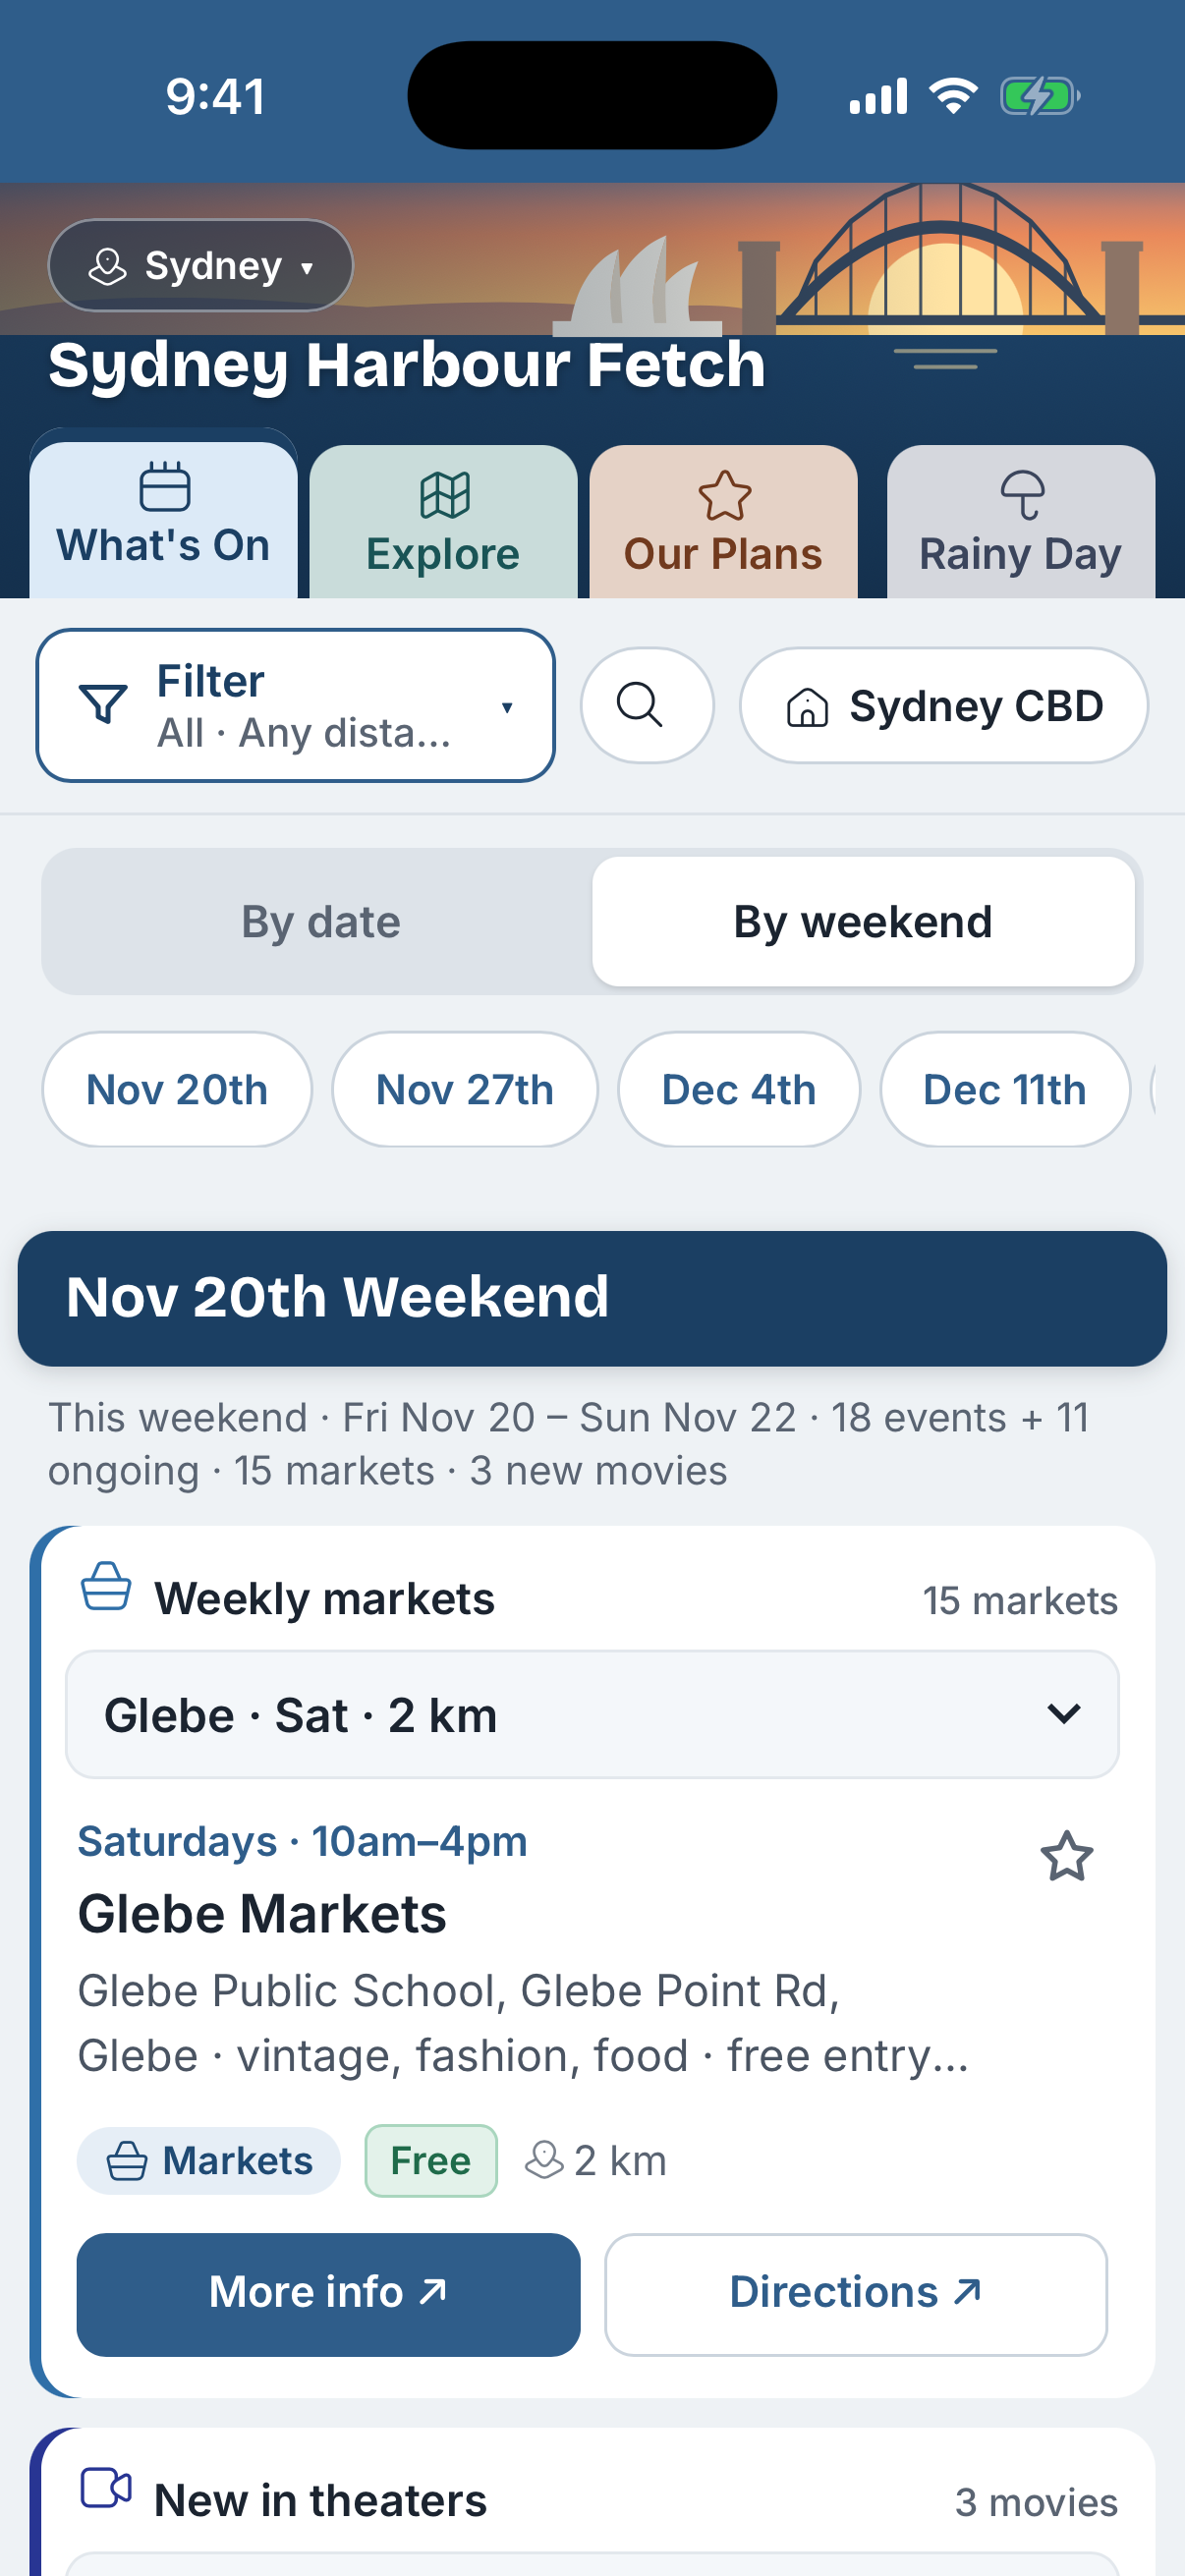 9:41
Sydney ▾
Sydney Harbour Fetch
What's On
Explore
Our Plans
Rainy Day
Filter
All · Any dista...
▾
Sydney CBD
By date
By weekend
Nov 20th
Nov 27th
Dec 4th
Dec 11th
Nov 20th Weekend
This weekend · Fri Nov 20 – Sun Nov 22 · 18 events + 11
ongoing · 15 markets · 3 new movies
Weekly markets
15 markets
Glebe · Sat · 2 km
Saturdays · 10am–4pm
Glebe Markets
Glebe Public School, Glebe Point Rd,
Glebe · vintage, fashion, food · free entry...
Markets
Free
2 km
More info ↗
Directions ↗
New in theaters
3 movies